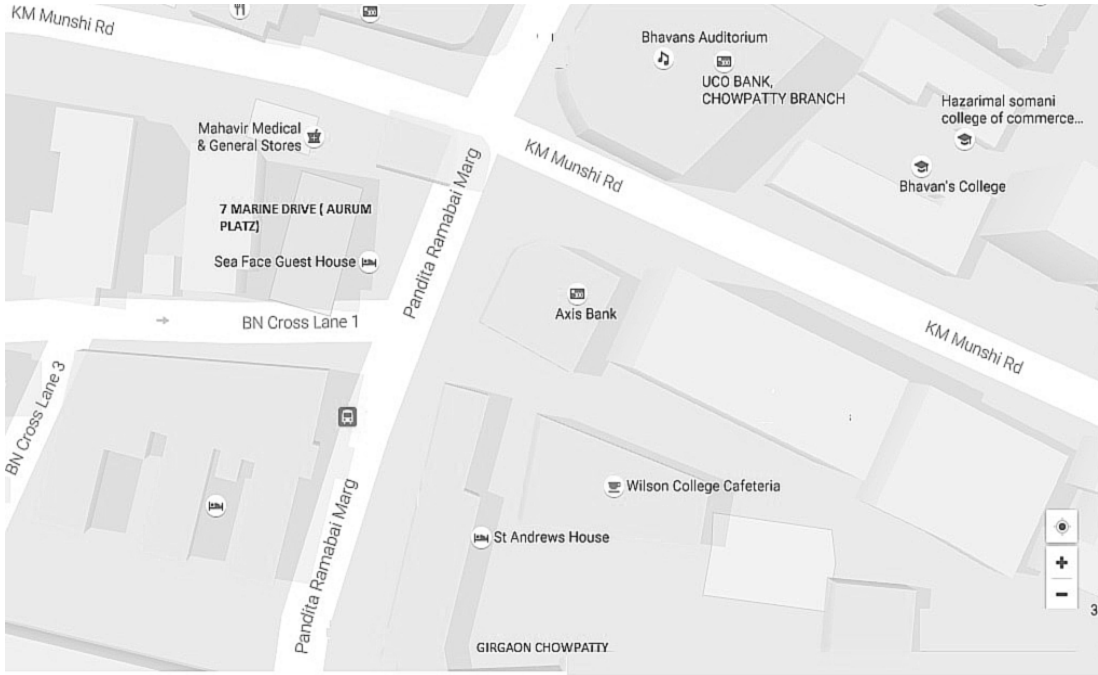 KM Munshi Rd
Bhavans Auditorium
UCO BANK,
CHOWPATTY BRANCH
Hazarimal somani
college of commerce...
Mahavir Medical
& General Stores
KM Munshi Rd
Bhavan's College
7 MARINE DRIVE ( AURUM
PLATZ)
Pandita Ramabai Marg
Sea Face Guest House
Axis Bank
BN Cross Lane 1
KM Munshi Rd
BN Cross Lane 3
Wilson College Cafeteria
St Andrews House
Pandita Ramabai Marg
3
GIRGAON CHOWPATTY